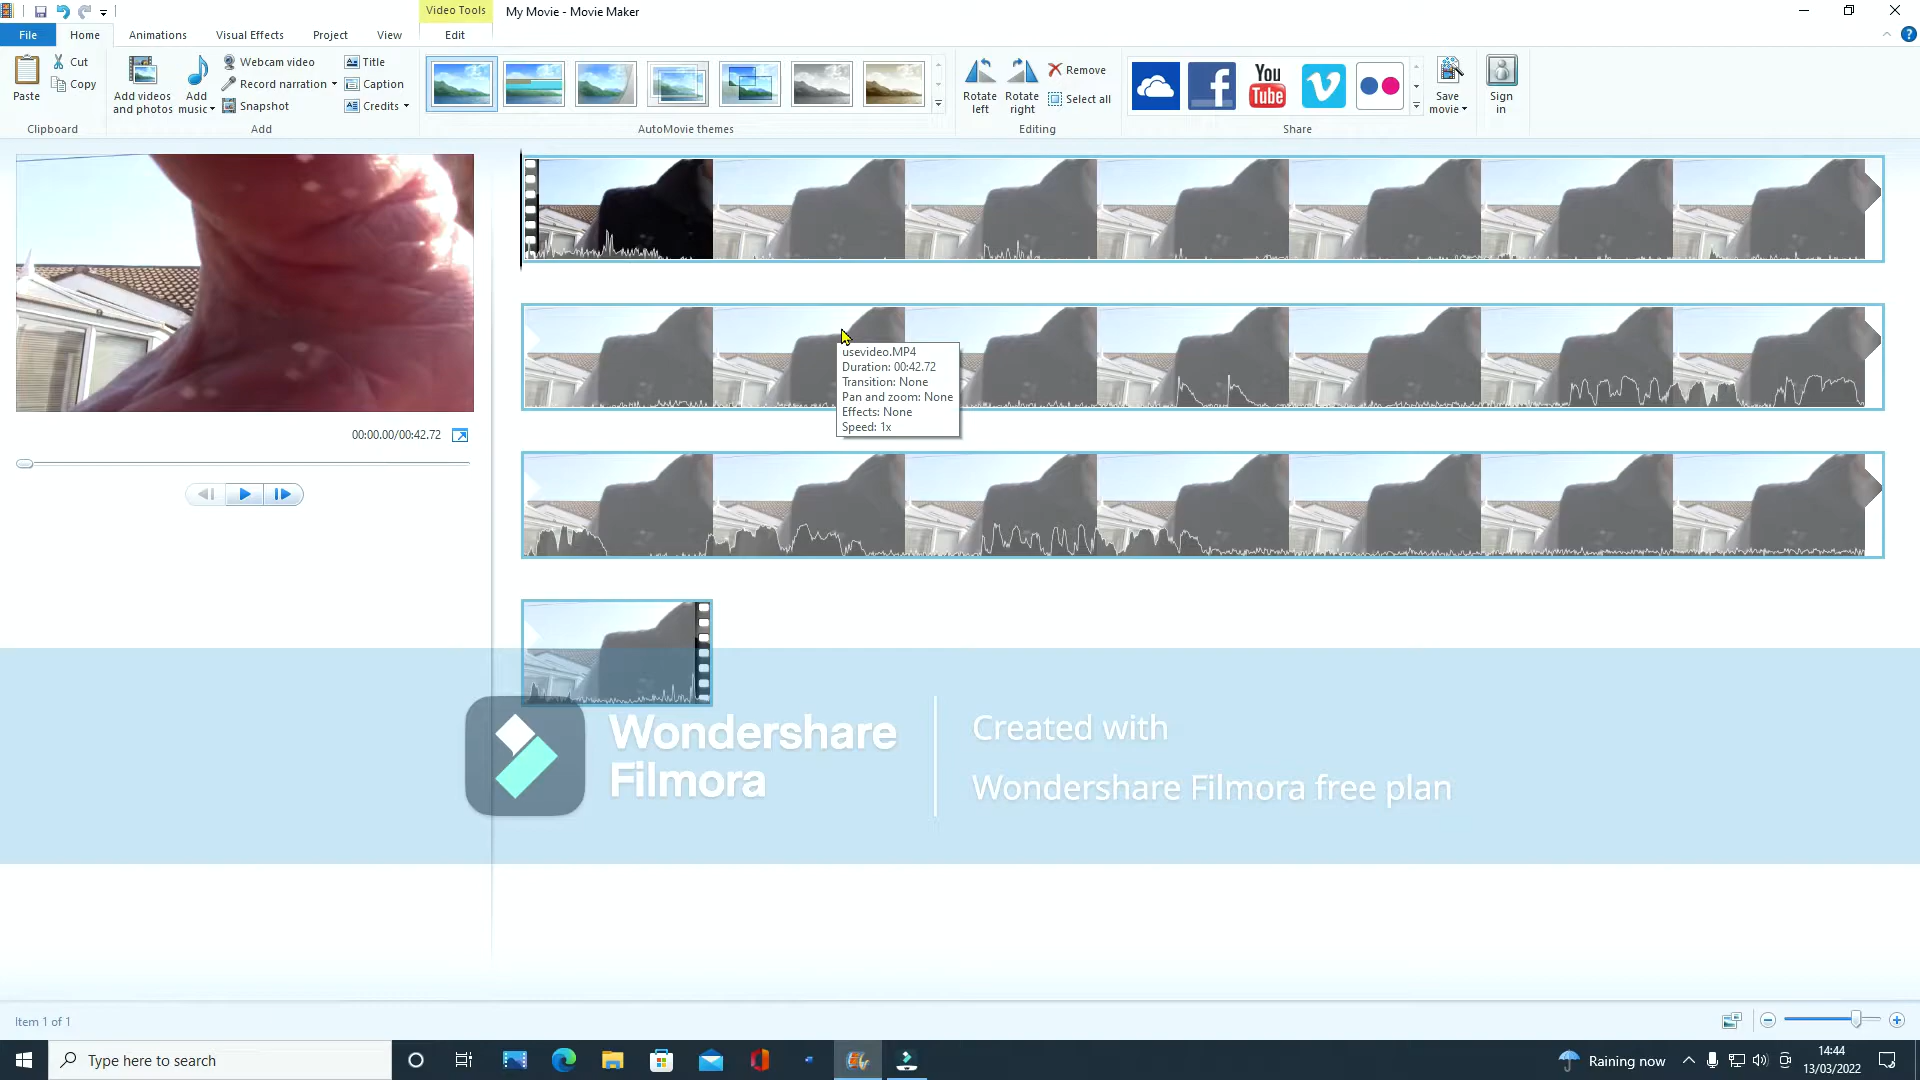 Video Tools
My Movie - Movie Maker
File
Home
Animations
Visual Effects
Project
View
Edit
Paste
Cut
Copy
Clipboard
Add videos
and photos
Add
music
Webcam video
Record narration
Snapshot
Title
Caption
Credits
Add
AutoMovie themes
Rotate
left
Rotate
right
Remove
Select all
Editing
You
Tube
Share
Save
movie
Sign
in
usevideo.MP4
Duration: 00:42.72
Transition: None
Pan and zoom: None
Effects: None
Speed: 1x
00:00.00/00:42.72
Wondershare
Filmora
Created with
Wondershare Filmora free plan
Item 1 of 1
Type here to search
Raining now
14:44
13/03/2022